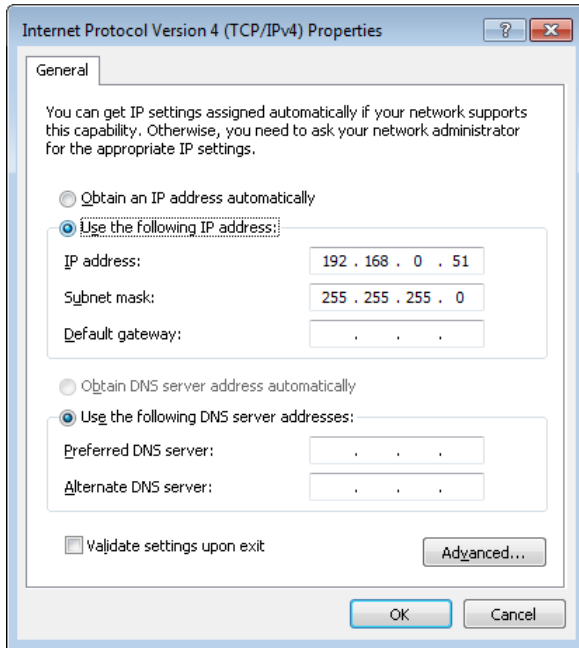 Internet Protocol Version 4 (TCP/IPv4) Properties
General
You can get IP settings assigned automatically if your network supports
this capability. Otherwise, you need to ask your network administrator
for the appropriate IP settings.
Obtain an IP address automatically
Use the following IP address:
IP address: 192 . 168 . 0 . 51
Subnet mask: 255 . 255 . 255 . 0
Default gateway: . . .
Obtain DNS server address automatically
Use the following DNS server addresses:
Preferred DNS server: . . .
Alternate DNS server: . . .
Validate settings upon exit
Advanced...
OK Cancel